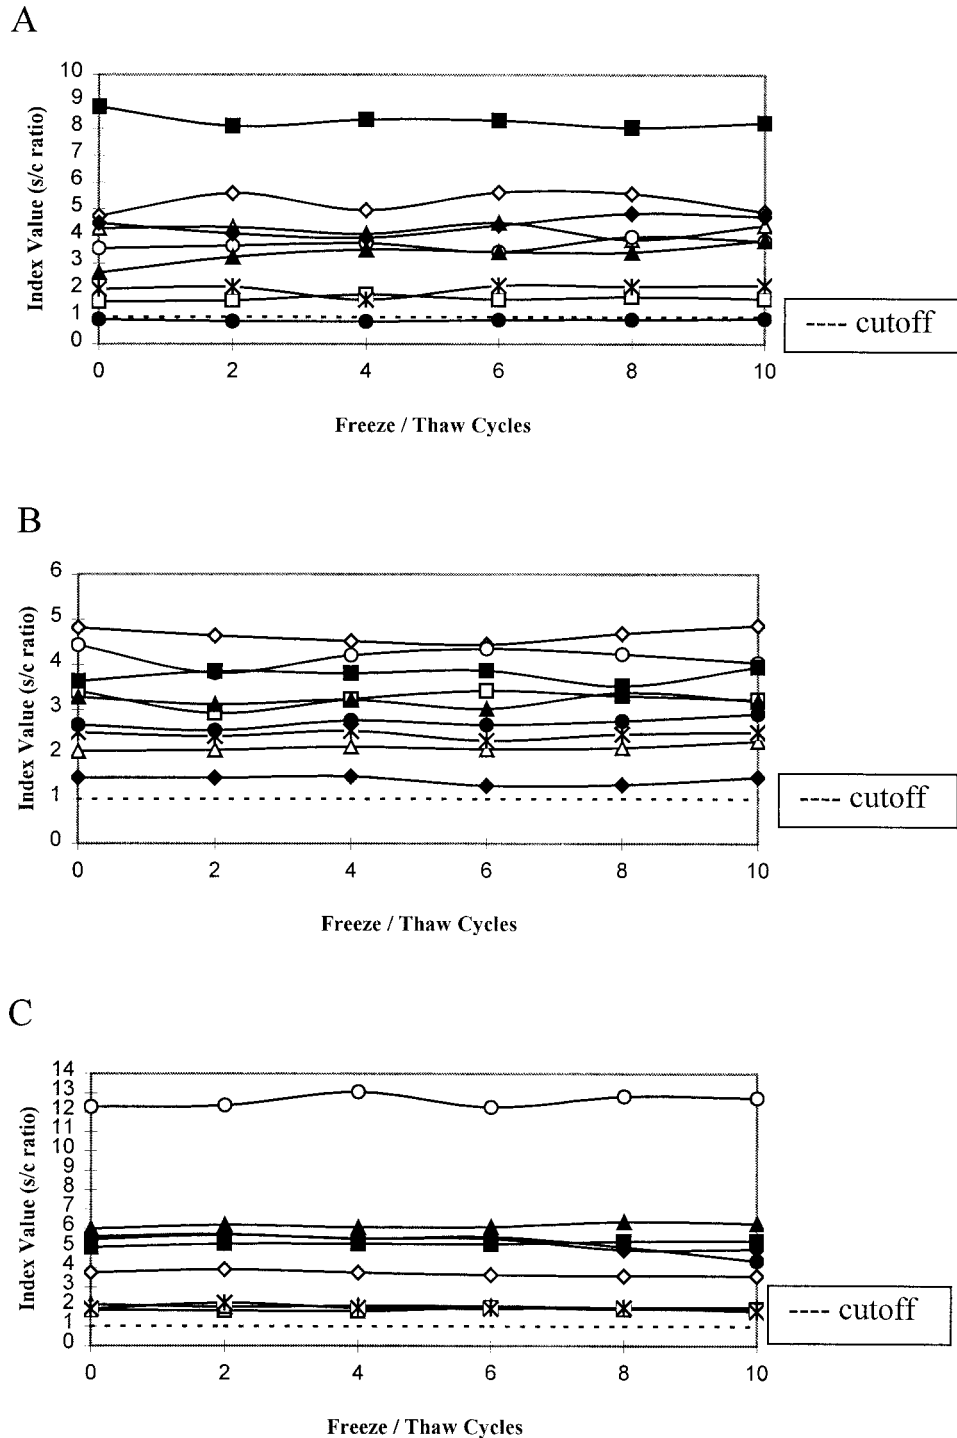 A
10
9
8
7
6
5
4
3
2
1
0
0 2 4 6 8 10
Index Value (s/c ratio)
Freeze / Thaw Cycles
---- cutoff
B
6
5
4
3
2
1
0
0 2 4 6 8 10
Index Value (s/c ratio)
Freeze / Thaw Cycles
---- cutoff
C
14
13
12
11
10
9
8
7
6
5
4
3
2
1
0
0 2 4 6 8 10
Index Value (s/c ratio)
Freeze / Thaw Cycles
---- cutoff